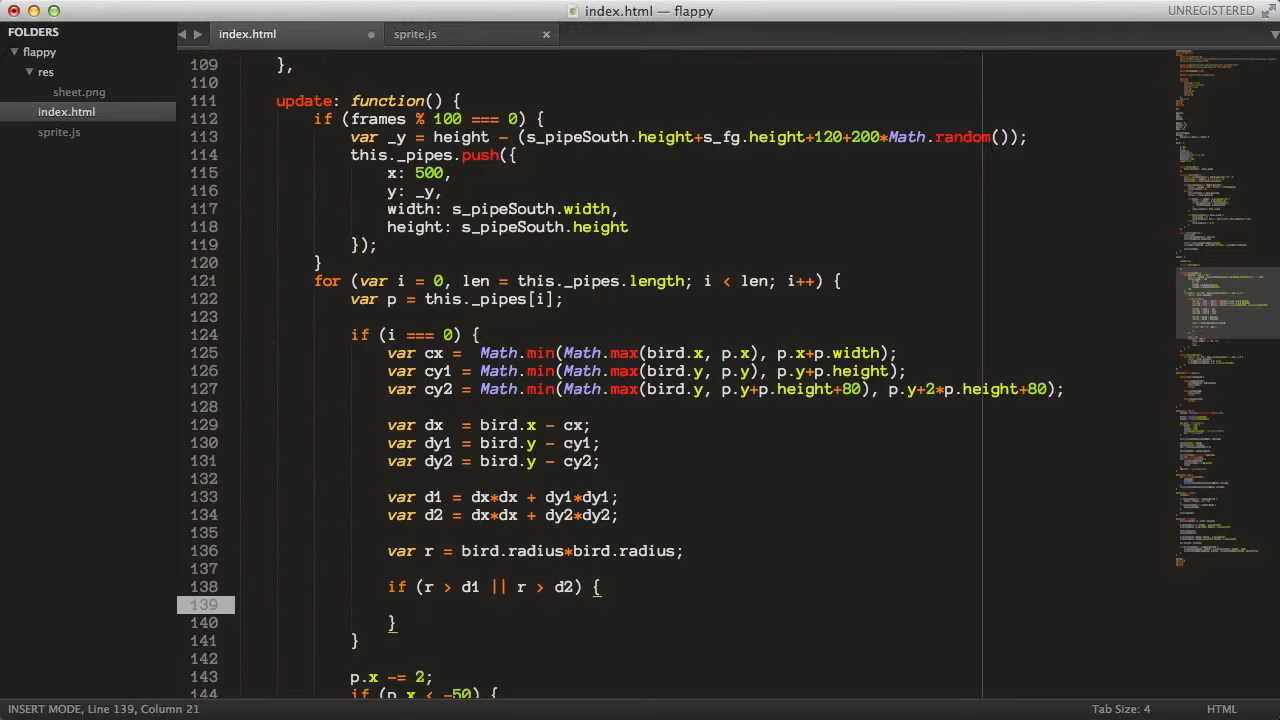 index.html — flappy
UNREGISTERED
FOLDERS
flappy
res
sheet.png
index.html
sprite.js
index.html
sprite.js
109 },
110
111 update: function() {
112 if (frames % 100 === 0) {
113 var _y = height - (s_pipeSouth.height+s_fg.height+120+200*Math.random());
114 this._pipes.push({
115 x: 500,
116 y: _y,
117 width: s_pipeSouth.width,
118 height: s_pipeSouth.height
119 });
120 }
121 for (var i = 0, len = this._pipes.length; i < len; i++) {
122 var p = this._pipes[i];
123
124 if (i === 0) {
125 var cx =  Math.min(Math.max(bird.x, p.x), p.x+p.width);
126 var cy1 = Math.min(Math.max(bird.y, p.y), p.y+p.height);
127 var cy2 = Math.min(Math.max(bird.y, p.y+p.height+80), p.y+2*p.height+80);
128
129 var dx  = bird.x - cx;
130 var dy1 = bird.y - cy1;
131 var dy2 = bird.y - cy2;
132
133 var d1 = dx*dx + dy1*dy1;
134 var d2 = dx*dx + dy2*dy2;
135
136 var r = bird.radius*bird.radius;
137
138 if (r > d1 || r > d2) {
139
140 }
141 }
142
143 p.x -= 2;
144 if (p.x < -50) {
INSERT MODE, Line 139, Column 21
Tab Size: 4
HTML